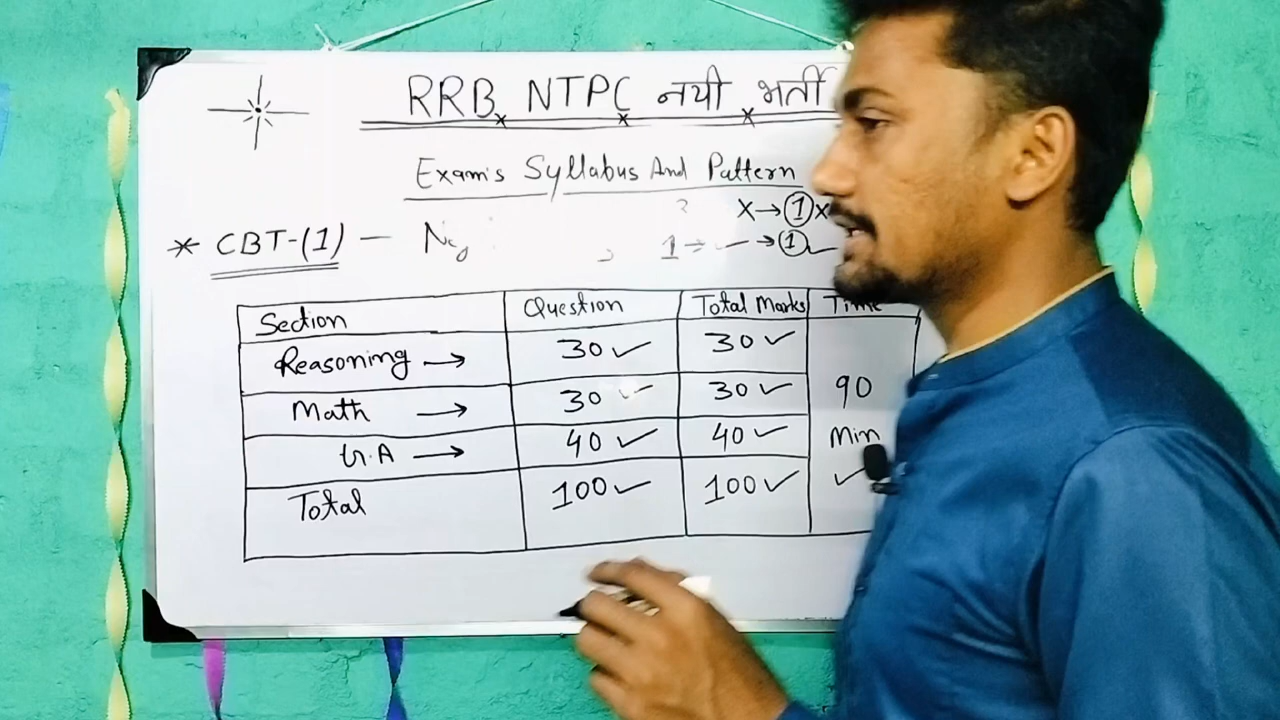 RRB NTPC नयी भर्ती
Exam's Syllabus And Pattern
X→①x
* CBT-(1) —
1→✓→①✓
Section Question Total Marks Time
Reasoning → 30✓ 30✓
Math → 30✓ 30✓ 90
G.A → 40✓ 40✓ Min
Total 100✓ 100✓ ✓